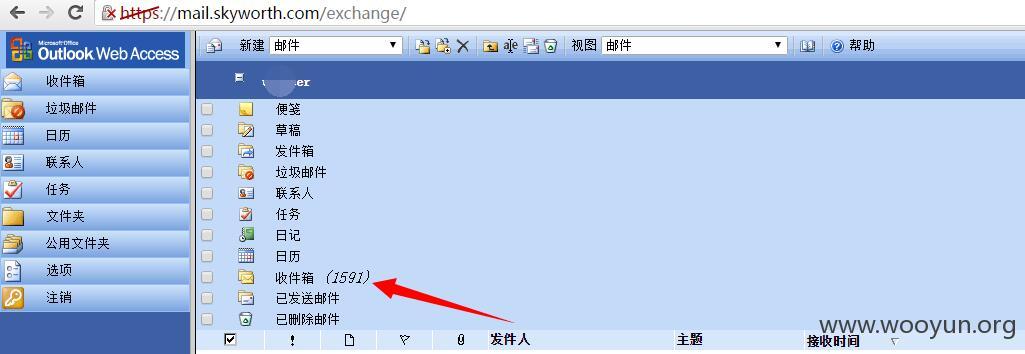 https://mail.skyworth.com/exchange/
Microsoft Office
Outlook Web Access
新建 邮件 视图 邮件 帮助
收件箱
垃圾邮件
日历
联系人
任务
文件夹
公用文件夹
选项
注销
便笺
草稿
发件箱
垃圾邮件
联系人
任务
日记
日历
收件箱 (1591)
已发送邮件
已删除邮件
发件人 主题 接收时间
www.wooyun.org